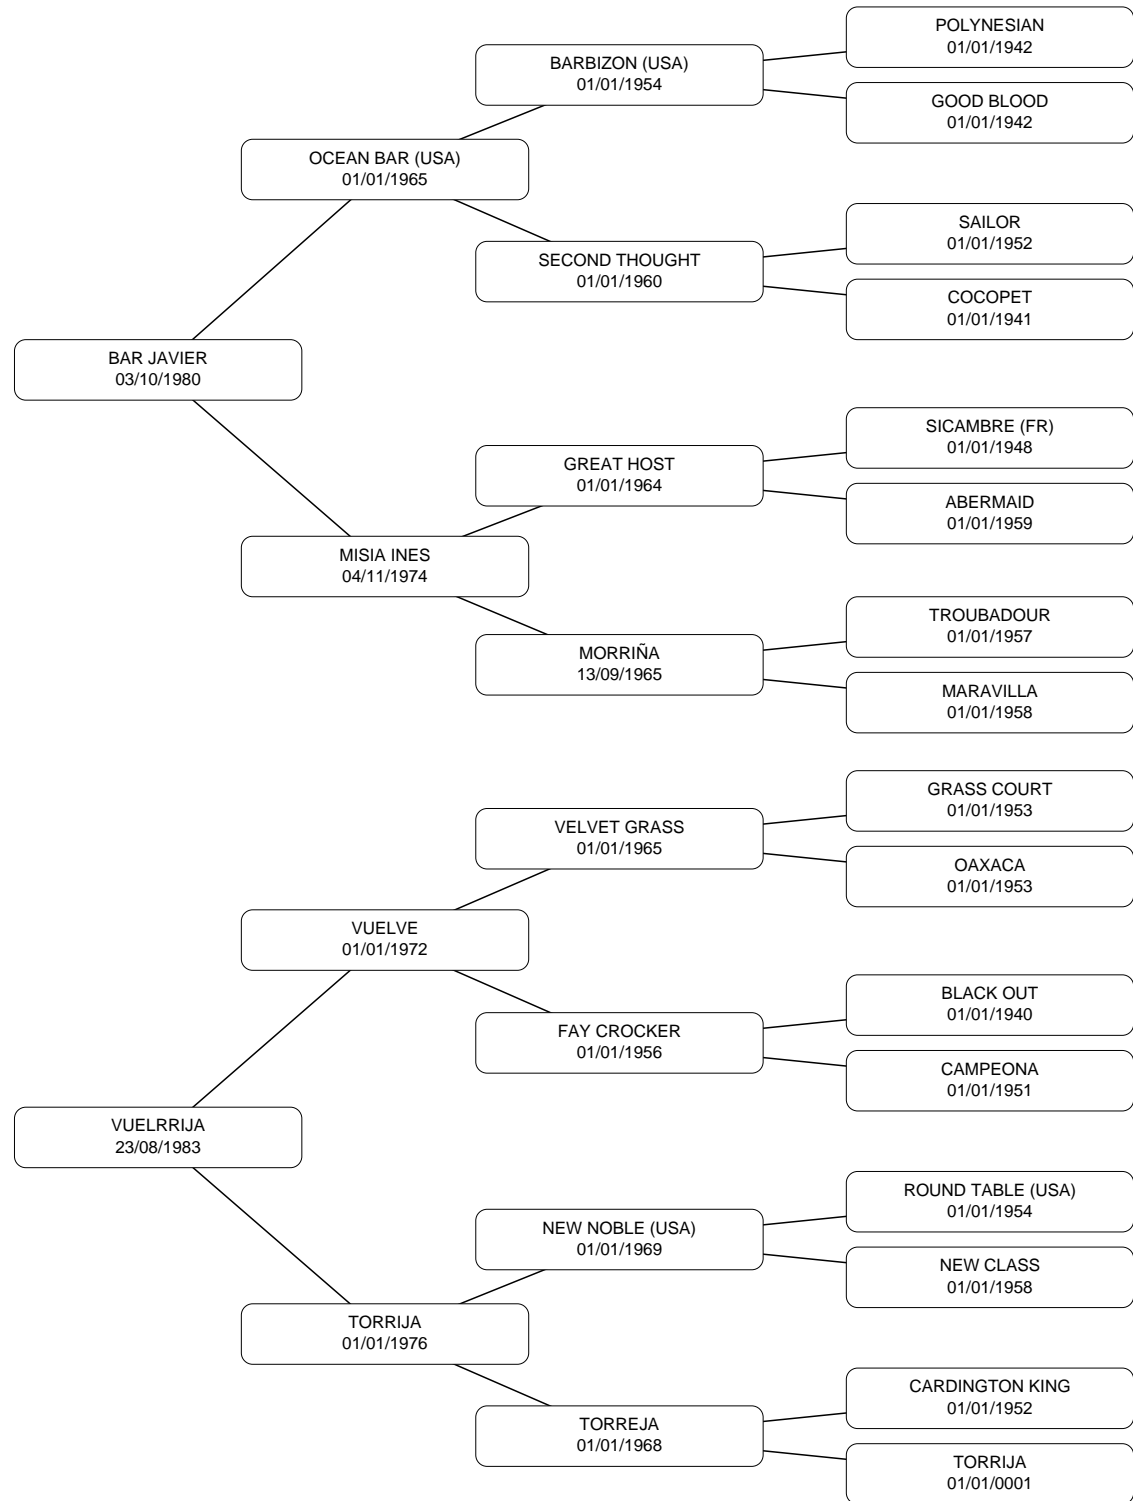 POLYNESIAN
01/01/1942
BARBIZON (USA)
01/01/1954
GOOD BLOOD
01/01/1942
OCEAN BAR (USA)
01/01/1965
SAILOR
01/01/1952
SECOND THOUGHT
01/01/1960
COCOPET
01/01/1941
BAR JAVIER
03/10/1980
SICAMBRE (FR)
01/01/1948
GREAT HOST
01/01/1964
ABERMAID
01/01/1959
MISIA INES
04/11/1974
TROUBADOUR
01/01/1957
MORRIÑA
13/09/1965
MARAVILLA
01/01/1958
GRASS COURT
01/01/1953
VELVET GRASS
01/01/1965
OAXACA
01/01/1953
VUELVE
01/01/1972
BLACK OUT
01/01/1940
FAY CROCKER
01/01/1956
CAMPEONA
01/01/1951
VUELRRIJA
23/08/1983
ROUND TABLE (USA)
01/01/1954
NEW NOBLE (USA)
01/01/1969
NEW CLASS
01/01/1958
TORRIJA
01/01/1976
CARDINGTON KING
01/01/1952
TORREJA
01/01/1968
TORRIJA
01/01/0001